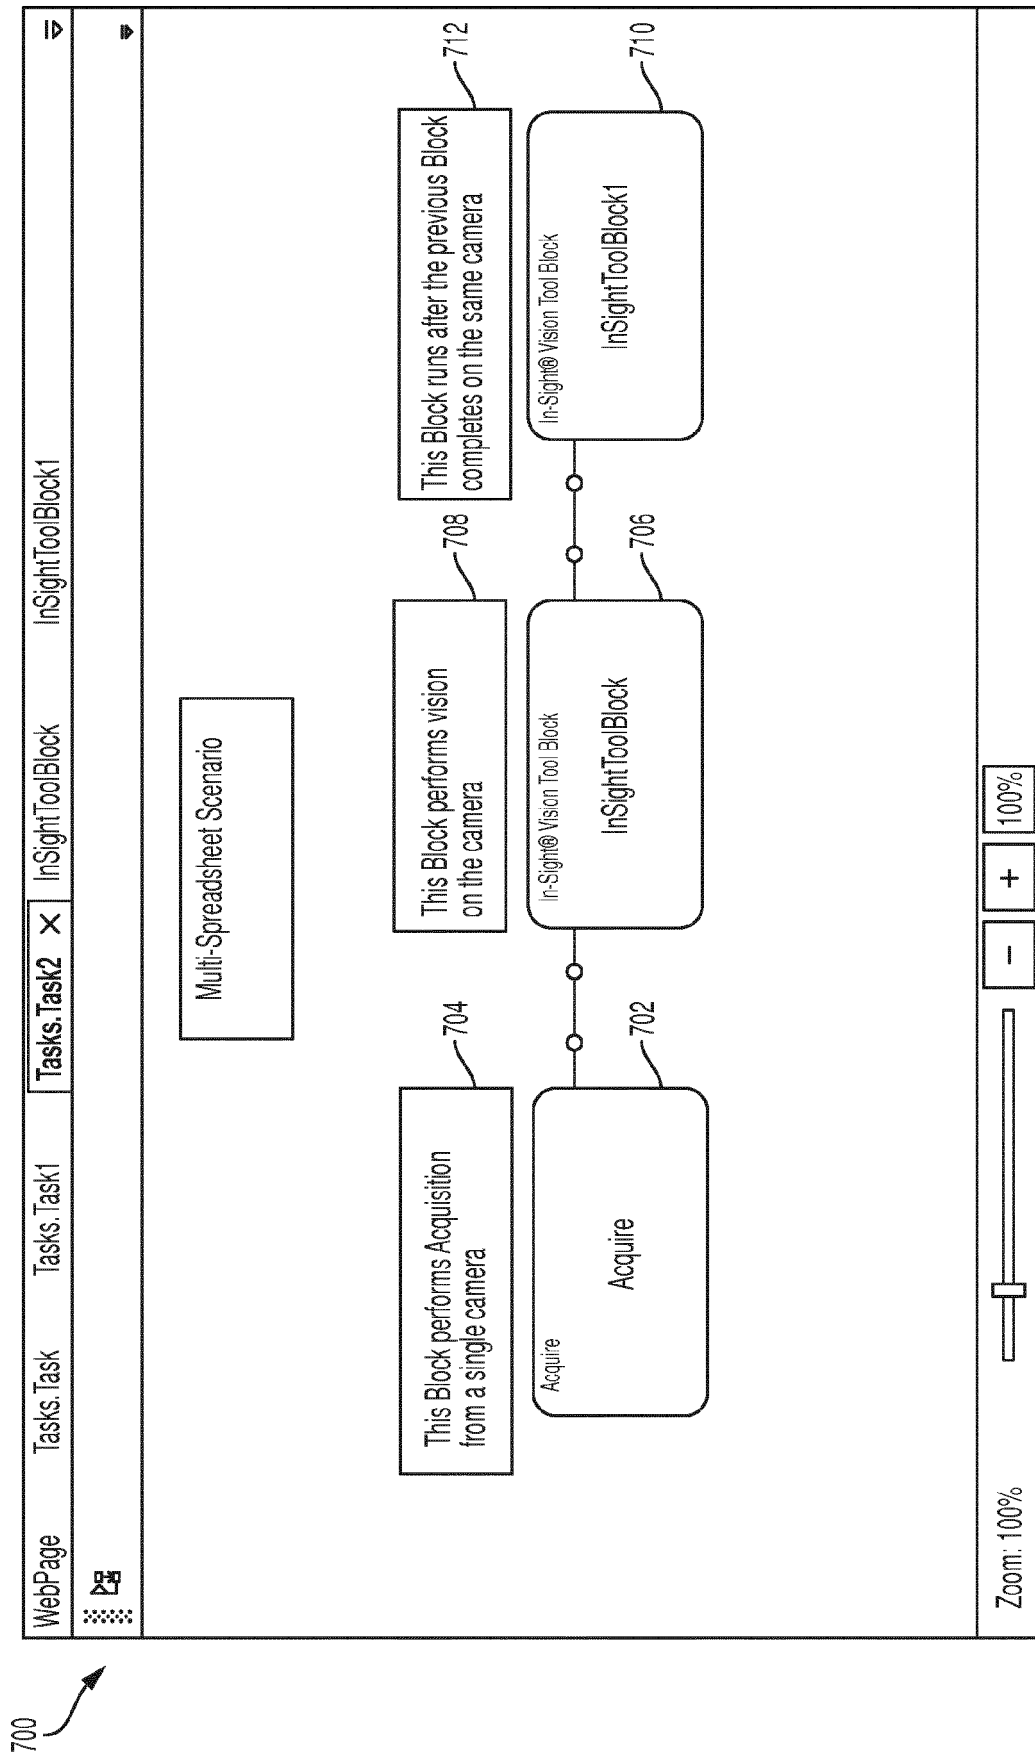 700
WebPage
Tasks.Task
Tasks.Task1
Tasks.Task2 X
InSightToolBlock
InSightToolBlock1
Multi-Spreadsheet Scenario
This Block performs Acquisition
from a single camera
704
This Block performs vision
on the camera
708
This Block runs after the previous Block
completes on the same camera
712
Acquire
Acquire
702
In-Sight® Vision Tool Block
InSightToolBlock
706
In-Sight® Vision Tool Block
InSightToolBlock1
710
Zoom: 100%
-
+
100%